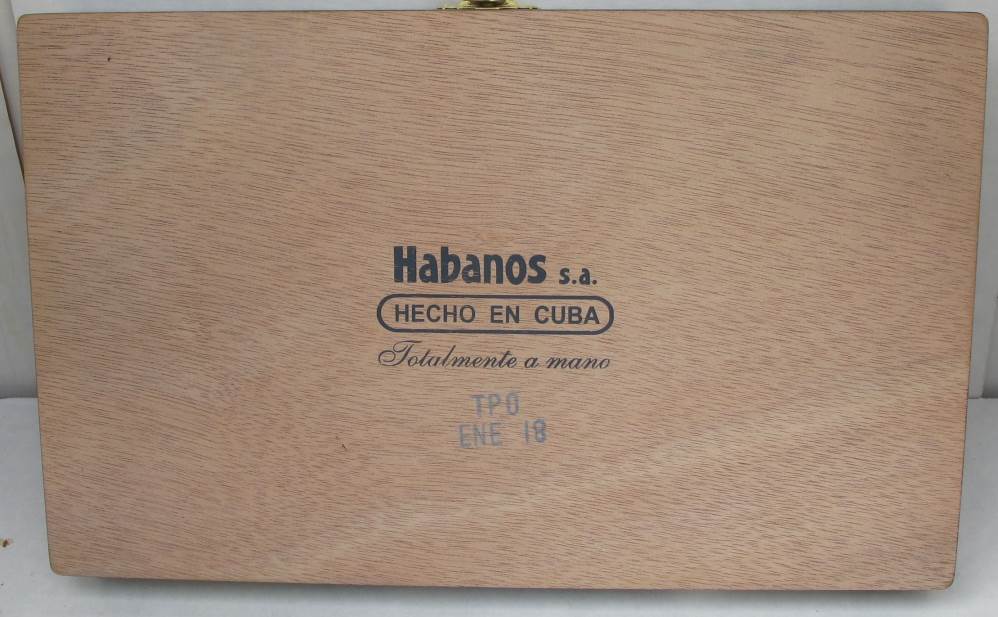 Habanos s.a.
HECHO EN CUBA
Totalmente a mano
TPO
ENE 18